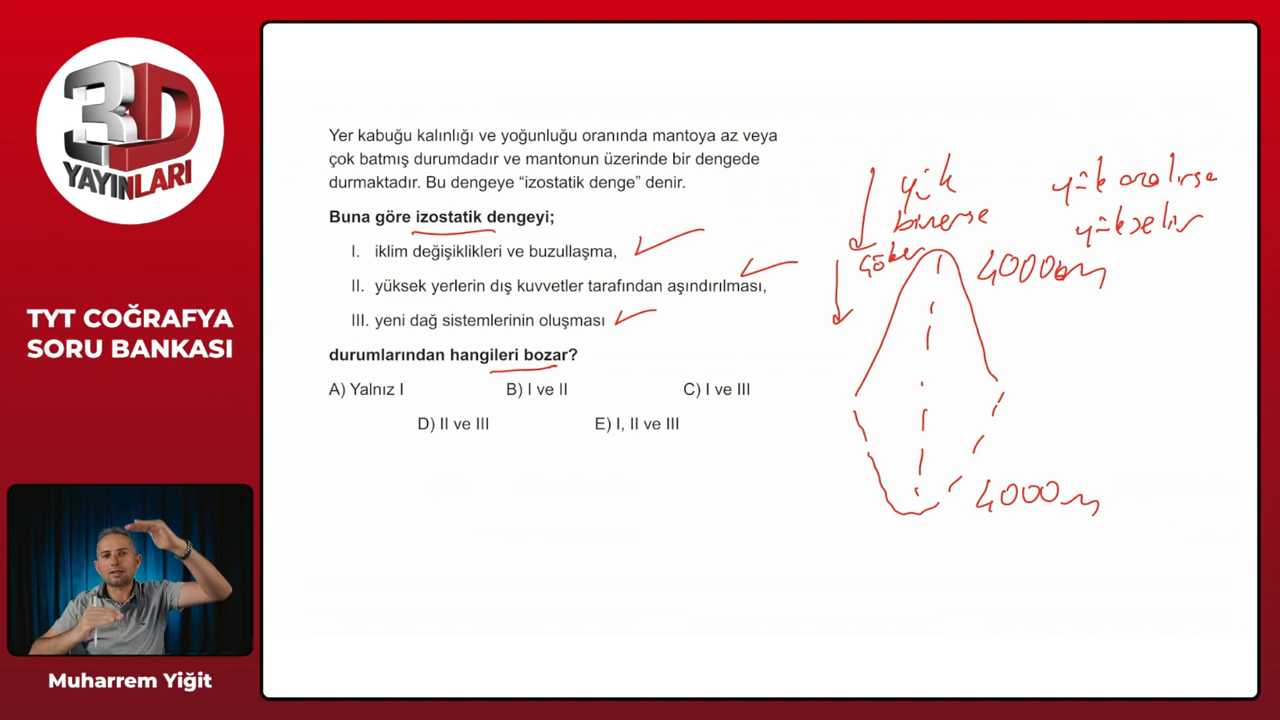 3D
YAYINLARI
TYT COĞRAFYA
SORU BANKASI
Muharrem Yiğit
Yer kabuğu kalınlığı ve yoğunluğu oranında mantoya az veya
çok batmış durumdadır ve mantonun üzerinde bir dengede
durmaktadır. Bu dengeye “izostatik denge” denir.
Buna göre izostatik dengeyi;
I. iklim değişiklikleri ve buzullaşma,
II. yüksek yerlerin dış kuvvetler tarafından aşındırılması,
III. yeni dağ sistemlerinin oluşması
durumlarından hangileri bozar?
A) Yalnız I B) I ve II C) I ve III
D) II ve III E) I, II ve III
yük
binerse
çöker
yük azalırsa
yükselir
4000m
4000m